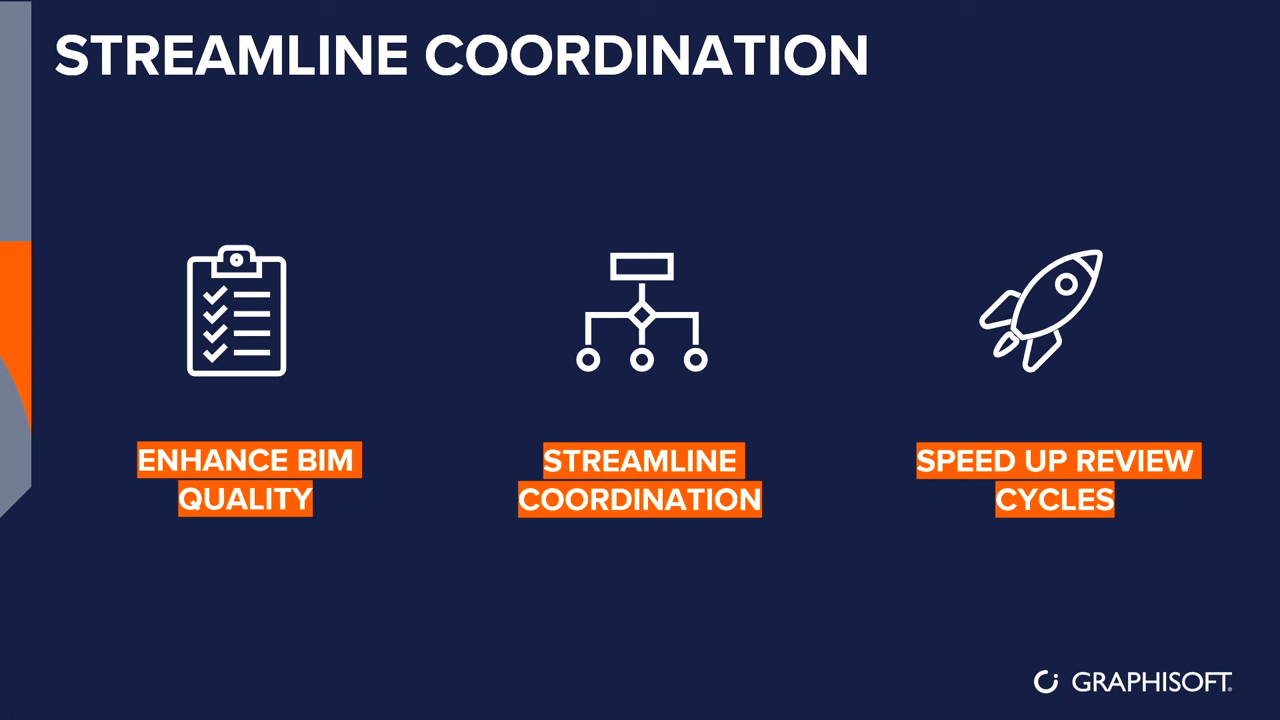 STREAMLINE COORDINATION
ENHANCE BIM
QUALITY
STREAMLINE
COORDINATION
SPEED UP REVIEW
CYCLES
GRAPHISOFT®